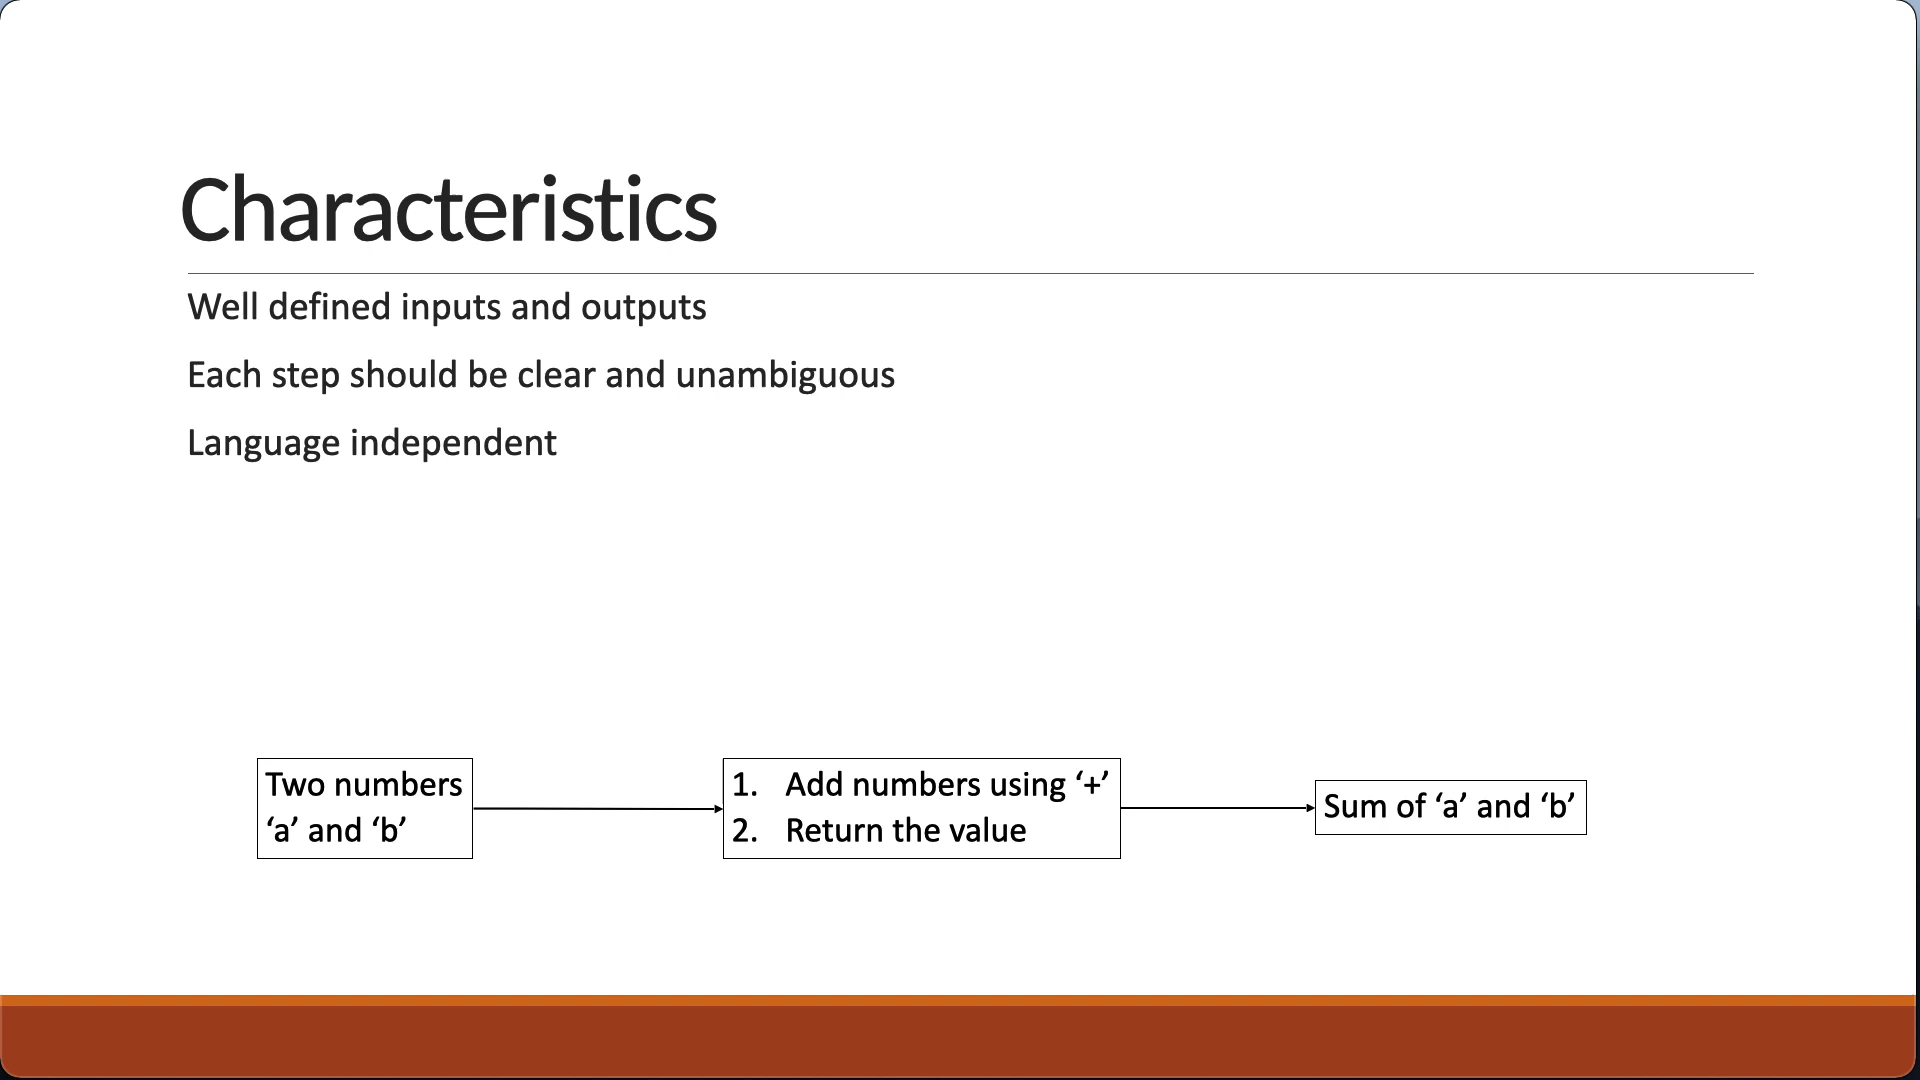 Characteristics
Well defined inputs and outputs
Each step should be clear and unambiguous
Language independent
Two numbers
‘a’ and ‘b’
1. Add numbers using ‘+’
2. Return the value
Sum of ‘a’ and ‘b’